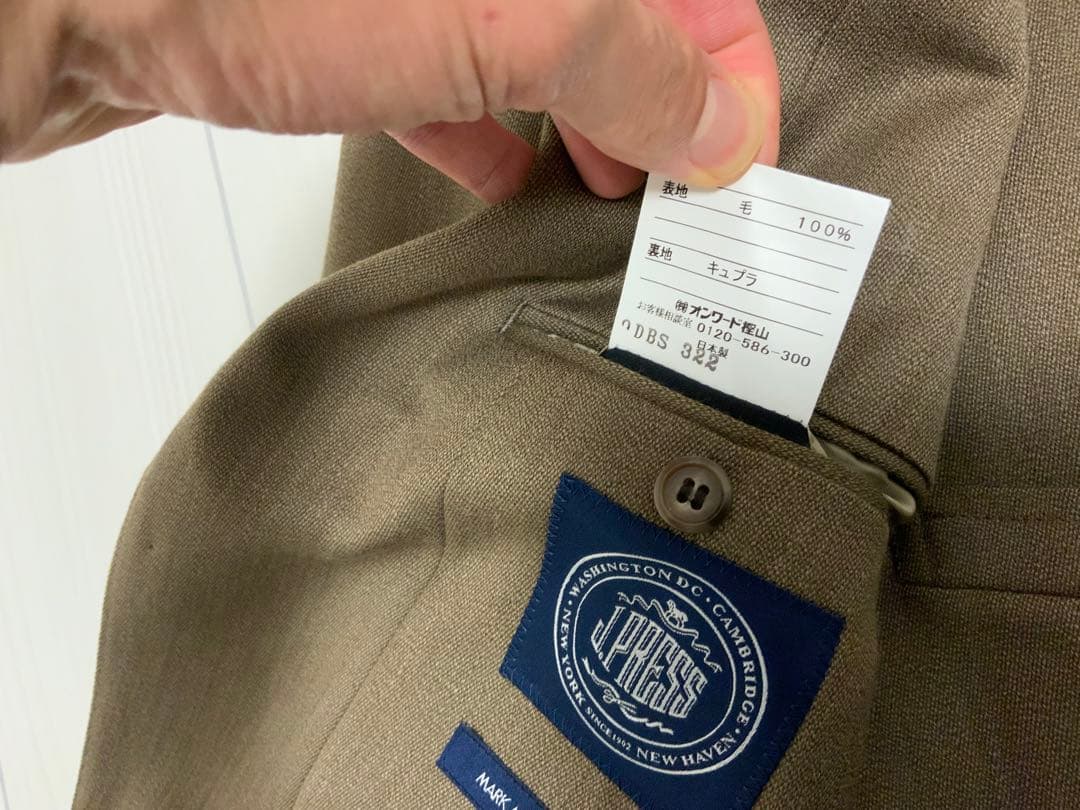 表地
毛 100%
裏地 キュプラ
㈱オンワード樫山
お客様相談室 0120-586-300
日本製
DBS 322
WASHINGTON DC · CAMBRIDGE · NEW HAVEN · NEW YORK ·
J.PRESS
SINCE 1902
MARK